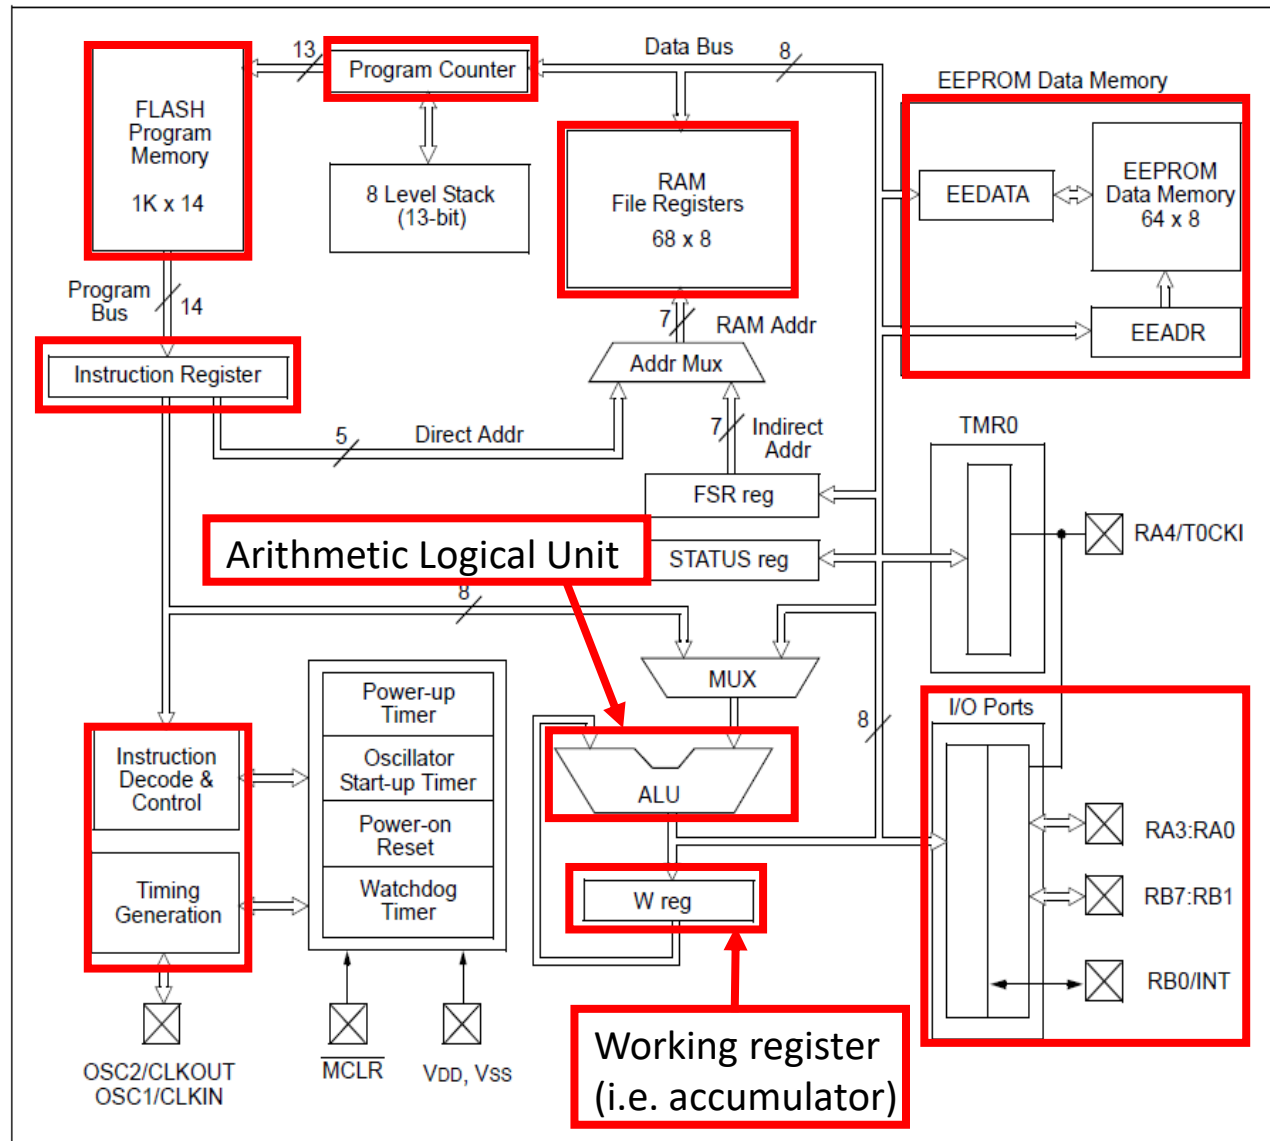 13
Program Counter
Data Bus
8
EEPROM Data Memory
FLASH
Program
Memory
1K x 14
8 Level Stack
(13-bit)
RAM
File Registers
68 x 8
EEDATA
EEPROM
Data Memory
64 x 8
EEADR
Program
Bus
14
7
RAM Addr
Instruction Register
Addr Mux
5
Direct Addr
7
Indirect
Addr
TMR0
FSR reg
RA4/T0CKI
Arithmetic Logical Unit
STATUS reg
8
MUX
Power-up
Timer
I/O Ports
8
Instruction
Decode &
Control
Oscillator
Start-up Timer
ALU
Power-on
Reset
RA3:RA0
Timing
Generation
Watchdog
Timer
W reg
RB7:RB1
RB0/INT
OSC2/CLKOUT
OSC1/CLKIN
MCLR
VDD, VSS
Working register
(i.e. accumulator)